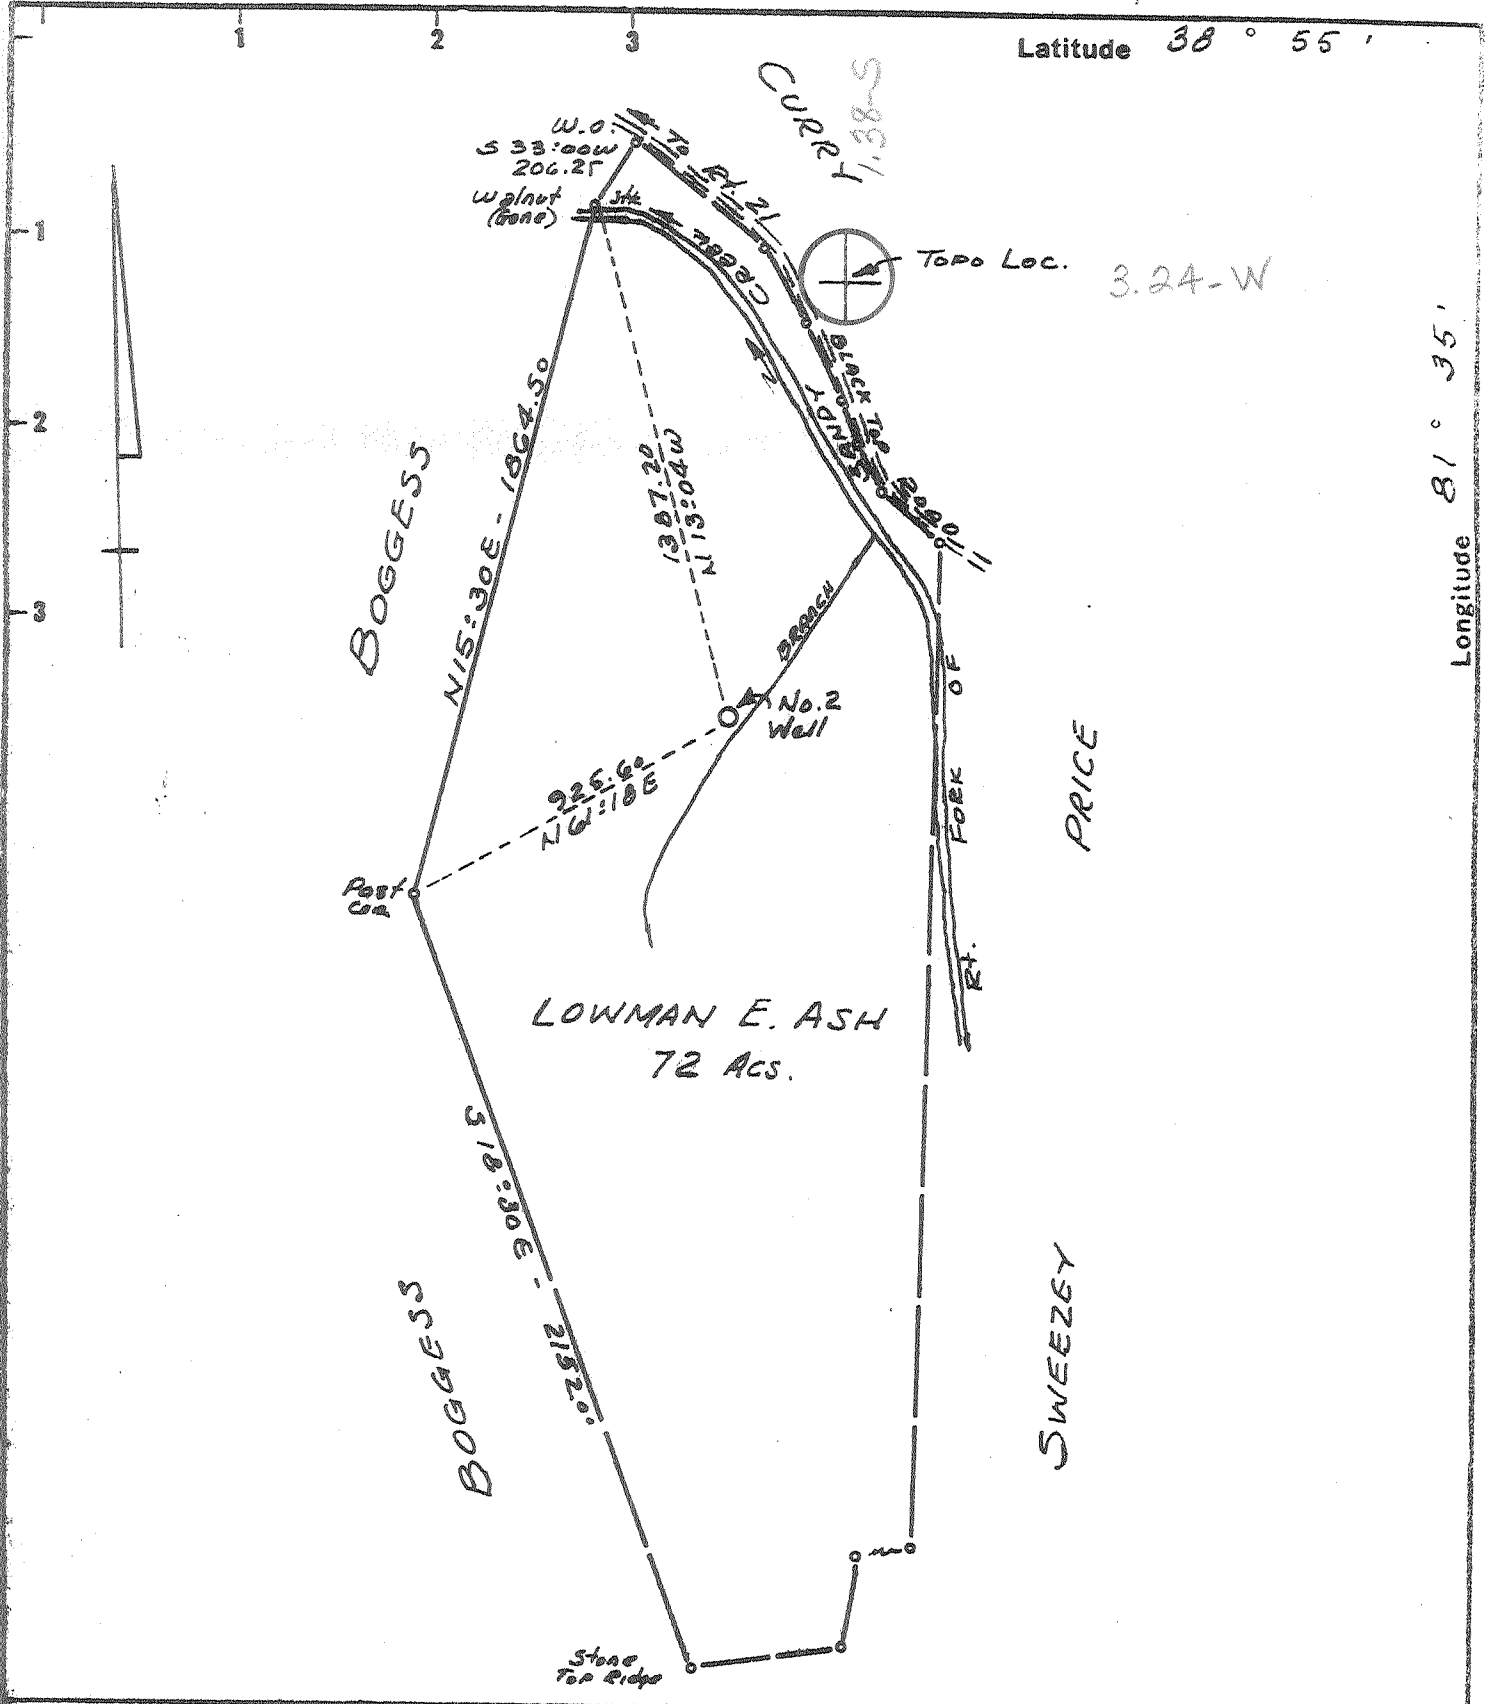 1 2 3
Latitude 38 ° 55 '
1
2
3
Longitude 81 ° 35 '
W.O.
S 33:00W
206.25
Walnut
(Gone)
Stk
To Rt. 21
CURRY
1.38-S
TOPO LOC.
3.24-W
BLACK TOP ROAD
Rt. FORK OF SANDY CREEK
BOGGESS
N15:30E - 1864.50
1387.20
N 13:04W
BRANCH
No. 2
Well
925.60
N 61:18E
Post
Cor
PRICE
LOWMAN E. ASH
72 Acs.
S 18:30E - 2152.0
BOGGESS
SWEEZEY
Stone
Top Ridge